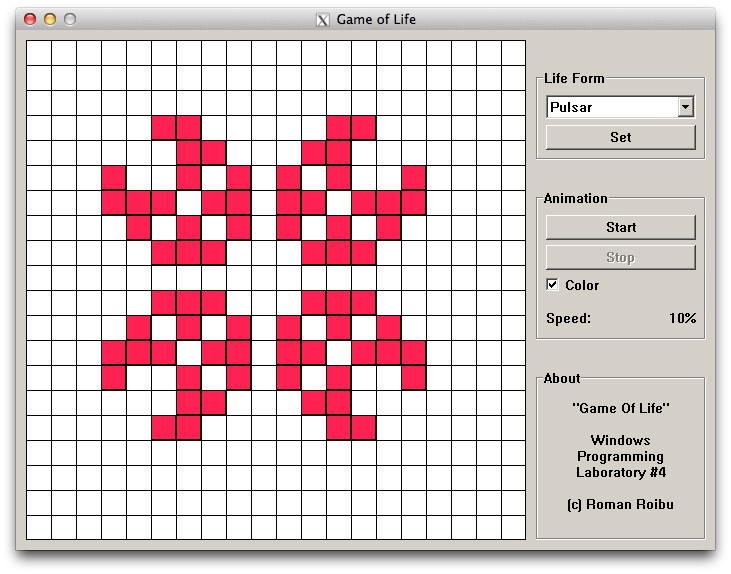 Game of Life
Life Form
Pulsar
Set
Animation
Start
Stop
Color
Speed: 10%
About
"Game Of Life"
Windows
Programming
Laboratory #4
(c) Roman Roibu